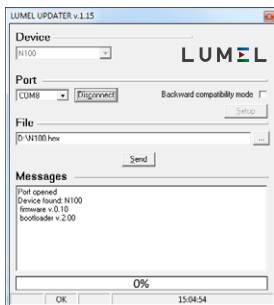 LUMEL UPDATER v.1.15
Device
N100
LUMEL
Port
COM8
Disconnect
Backward compatibility mode
Setup
File
D:\N100.hex
...
Send
Messages
Port opened
Device found: N100
firmware v.0.10
bootloader v.2.00
0%
OK
15:04:54